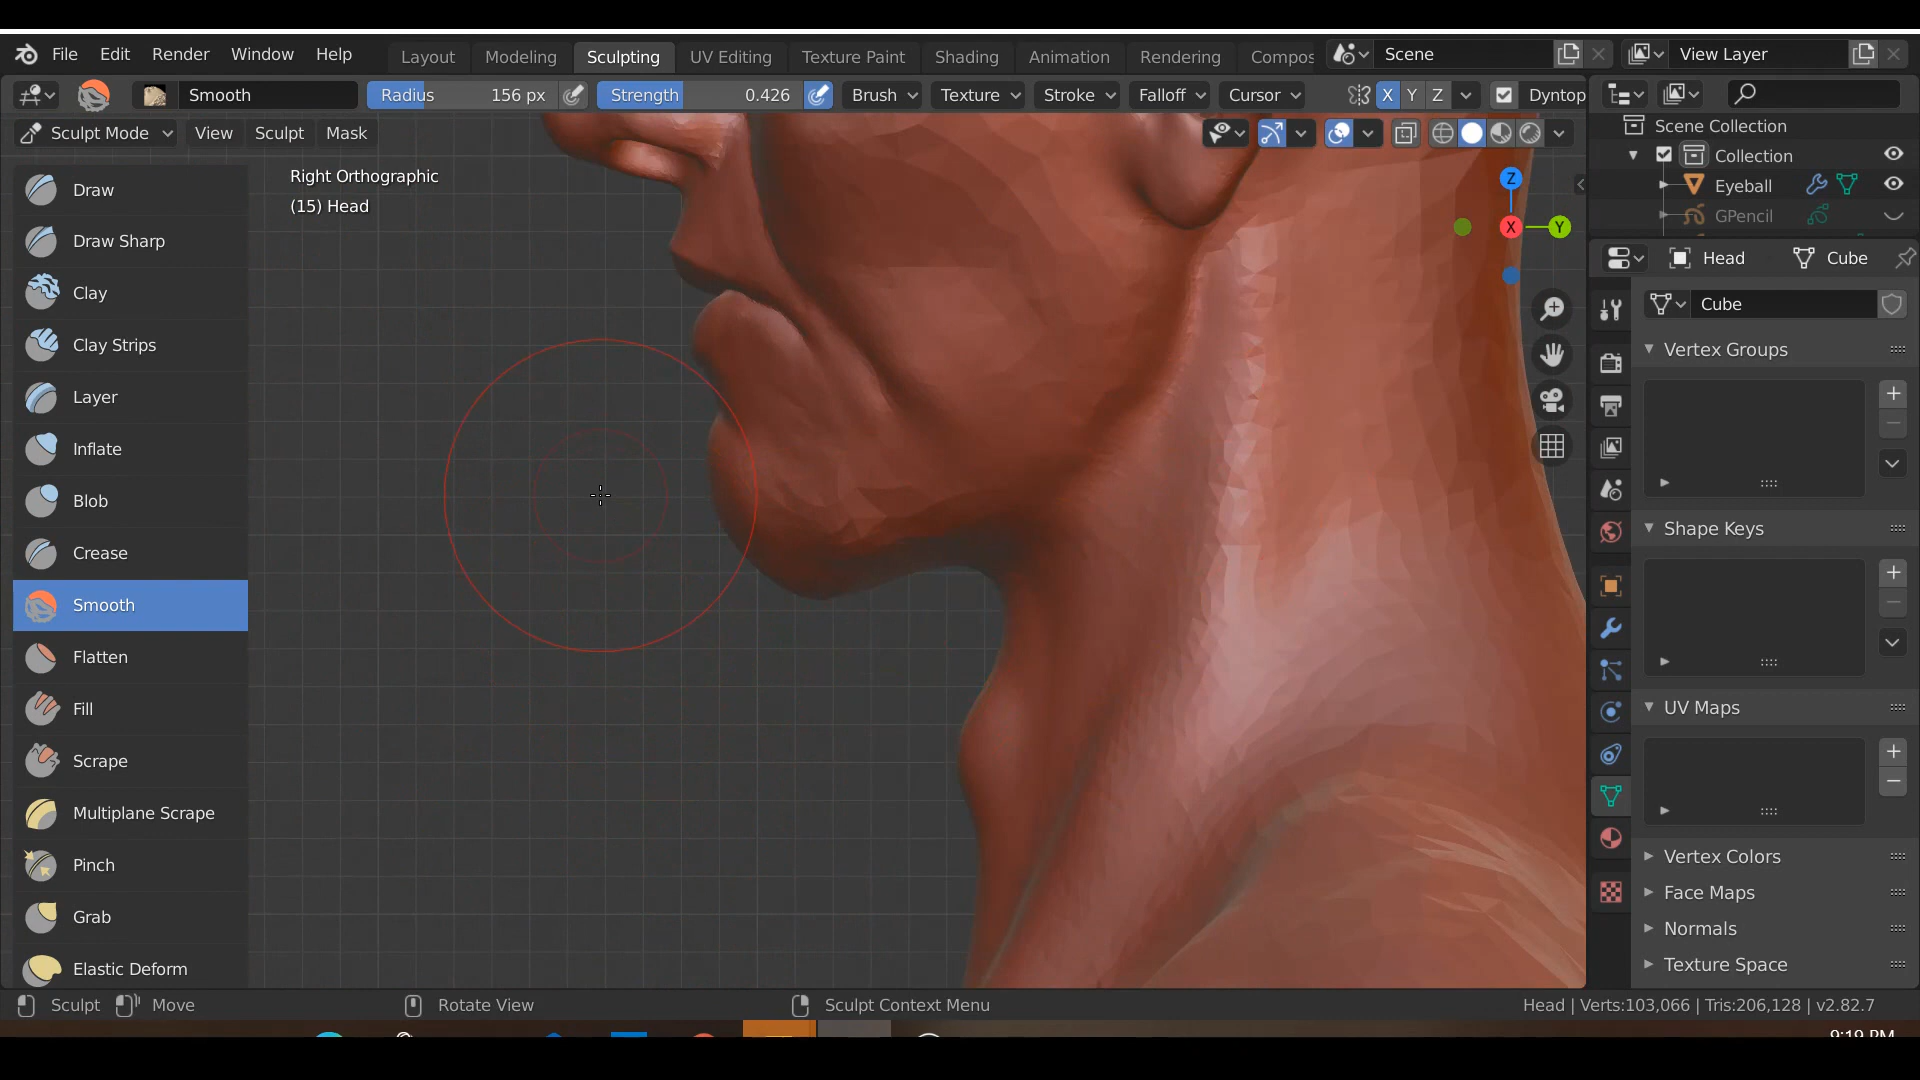 File Edit Render Window Help Layout Modeling Sculpting UV Editing Texture Paint Shading Animation Rendering Compos Scene View Layer
Smooth Radius 156 px Strength 0.426 Brush Texture Stroke Falloff Cursor X Y Z Dyntop
Sculpt Mode View Sculpt Mask
Scene Collection
Collection
Eyeball
GPencil
Right Orthographic
(15) Head
Z
X
Y
Draw
Draw Sharp
Clay
Clay Strips
Layer
Inflate
Blob
Crease
Smooth
Flatten
Fill
Scrape
Multiplane Scrape
Pinch
Grab
Elastic Deform
Head Cube
Cube
Vertex Groups
Shape Keys
UV Maps
Vertex Colors
Face Maps
Normals
Texture Space
Sculpt Move Rotate View Sculpt Context Menu Head | Verts:103,066 | Tris:206,128 | v2.82.7
9:19 PM